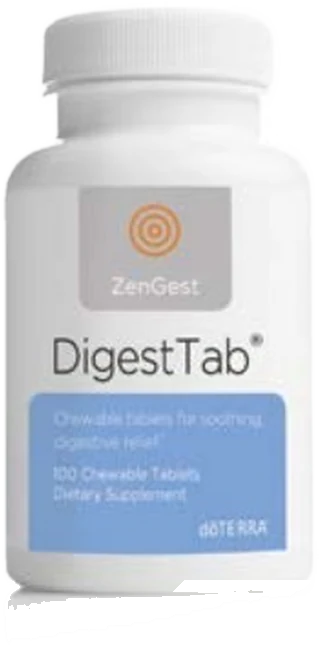 ZenGest
DigestTab®
Chewable tablets for soothing
digestive relief*
100 Chewable Tablets
Dietary Supplement
dōTERRA